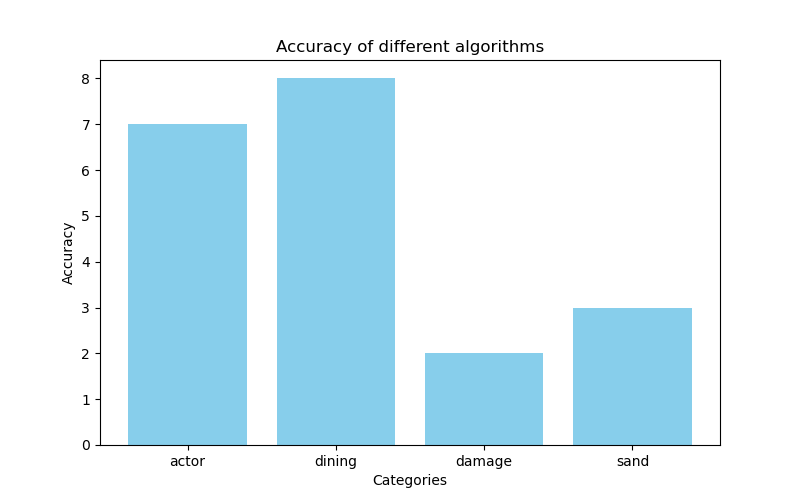 Accuracy of different algorithms
Accuracy
8
7
6
5
4
3
2
1
0
actor dining damage sand
Categories